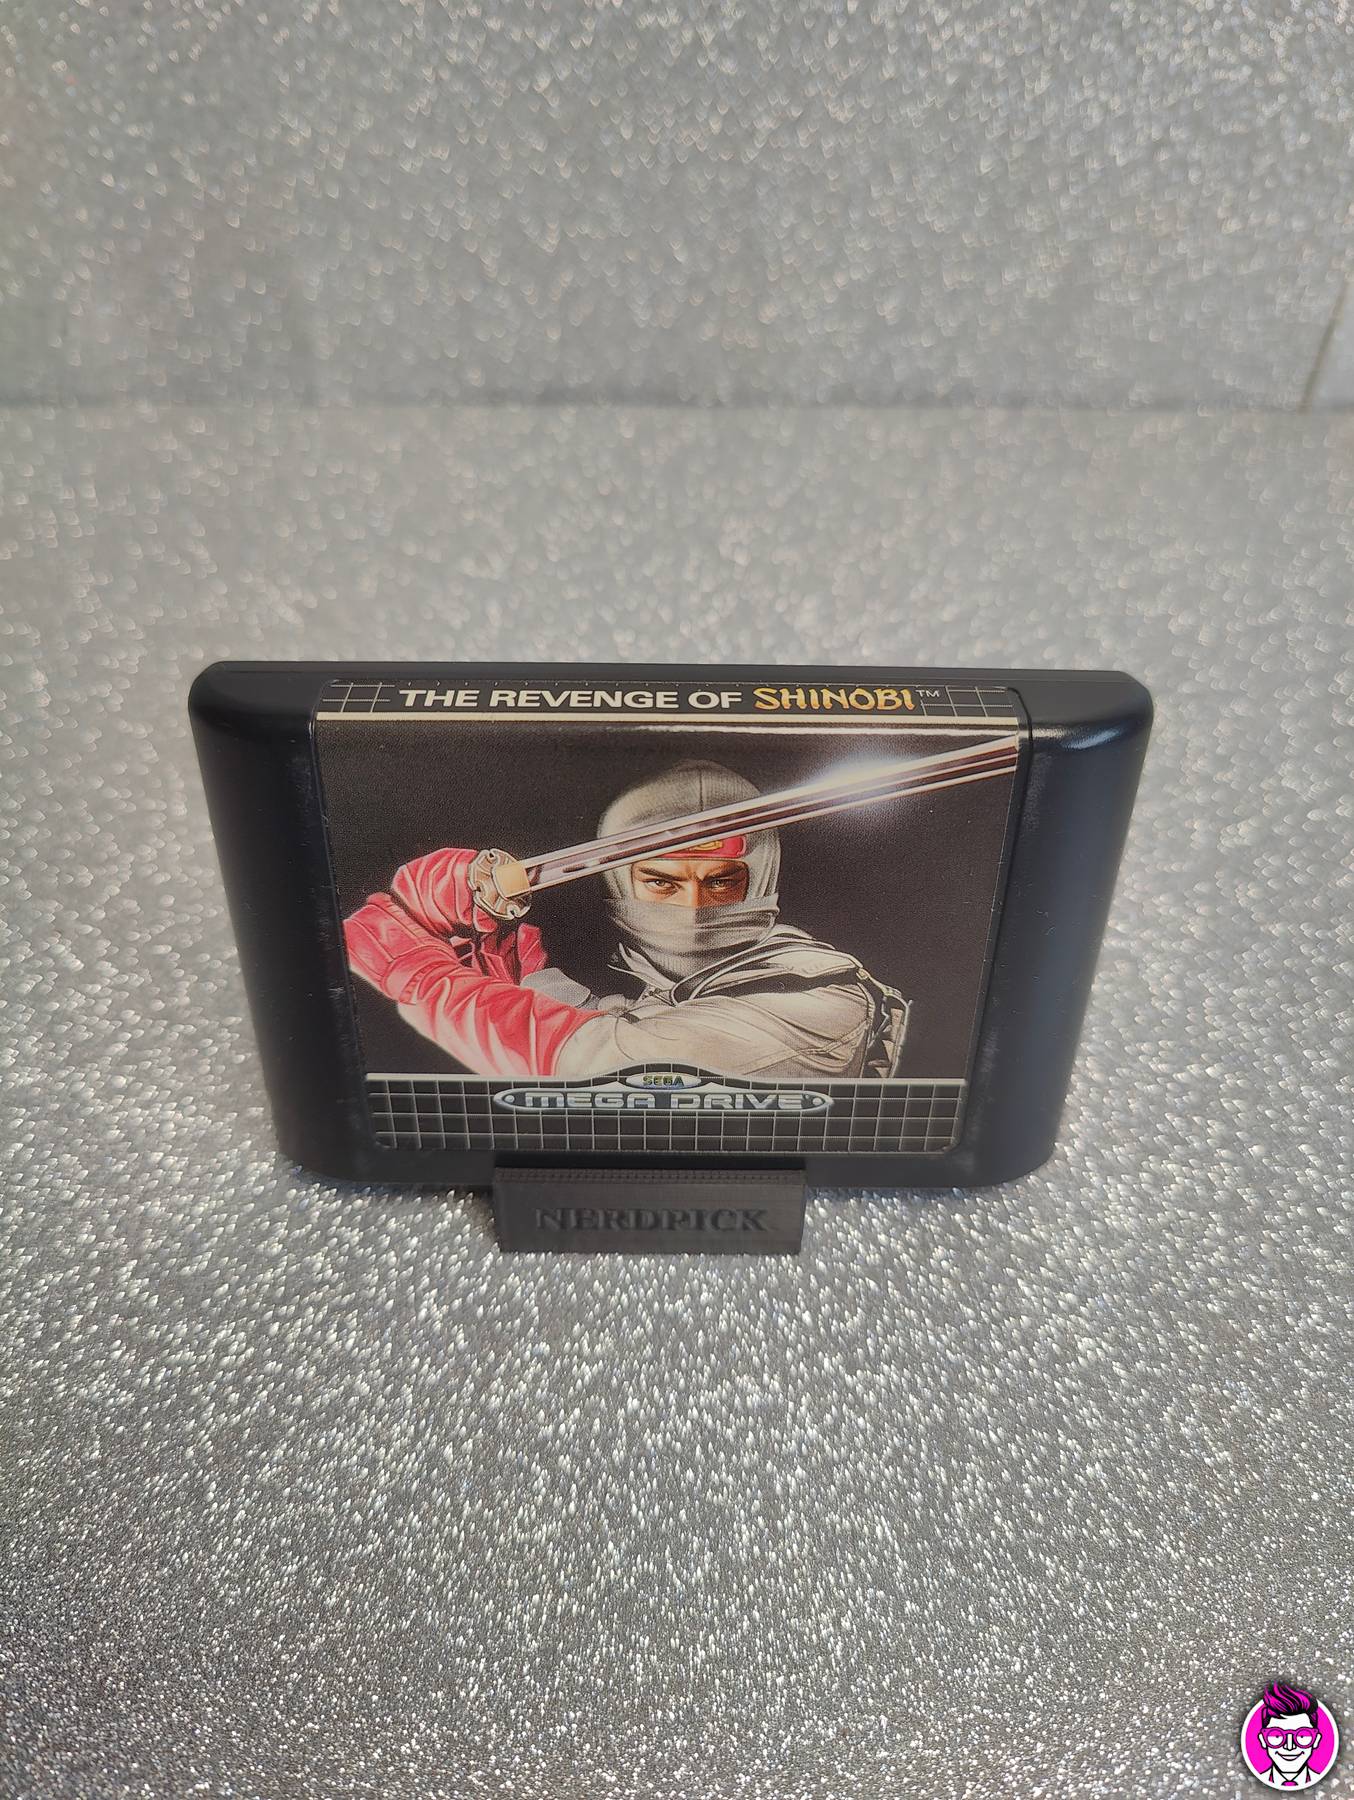 THE REVENGE OF SHINOBI™
SEGA
MEGA DRIVE
NERDPICK